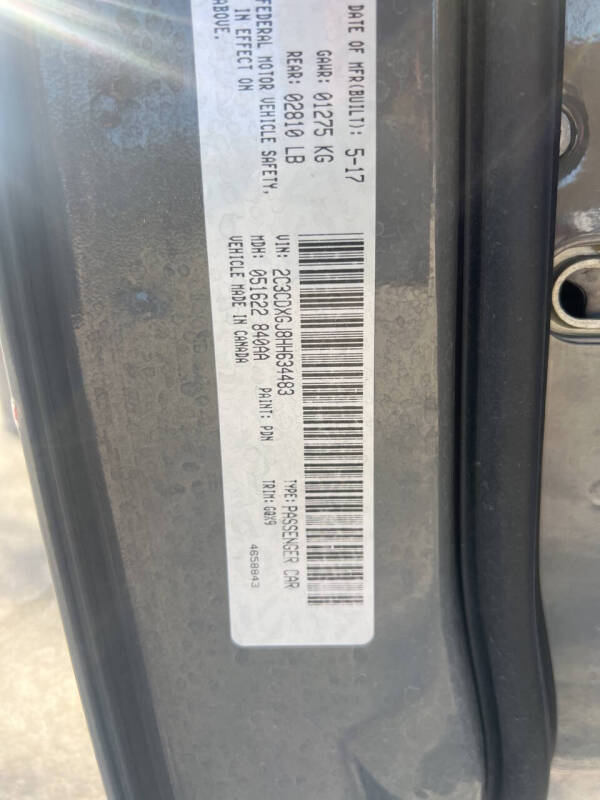 DATE OF MFR(BUILT): 5-17
GAWR: 01275 KG
REAR: 02810 LB
FEDERAL MOTOR VEHICLE SAFETY,
IN EFFECT ON
ABOVE.
VIN: 2C3CDXGJ8HH634483
TYPE: PASSENGER CAR
MDH: 051622 840AA PAINT: PDN TRIM: GQX9
VEHICLE MADE IN CANADA
4658843